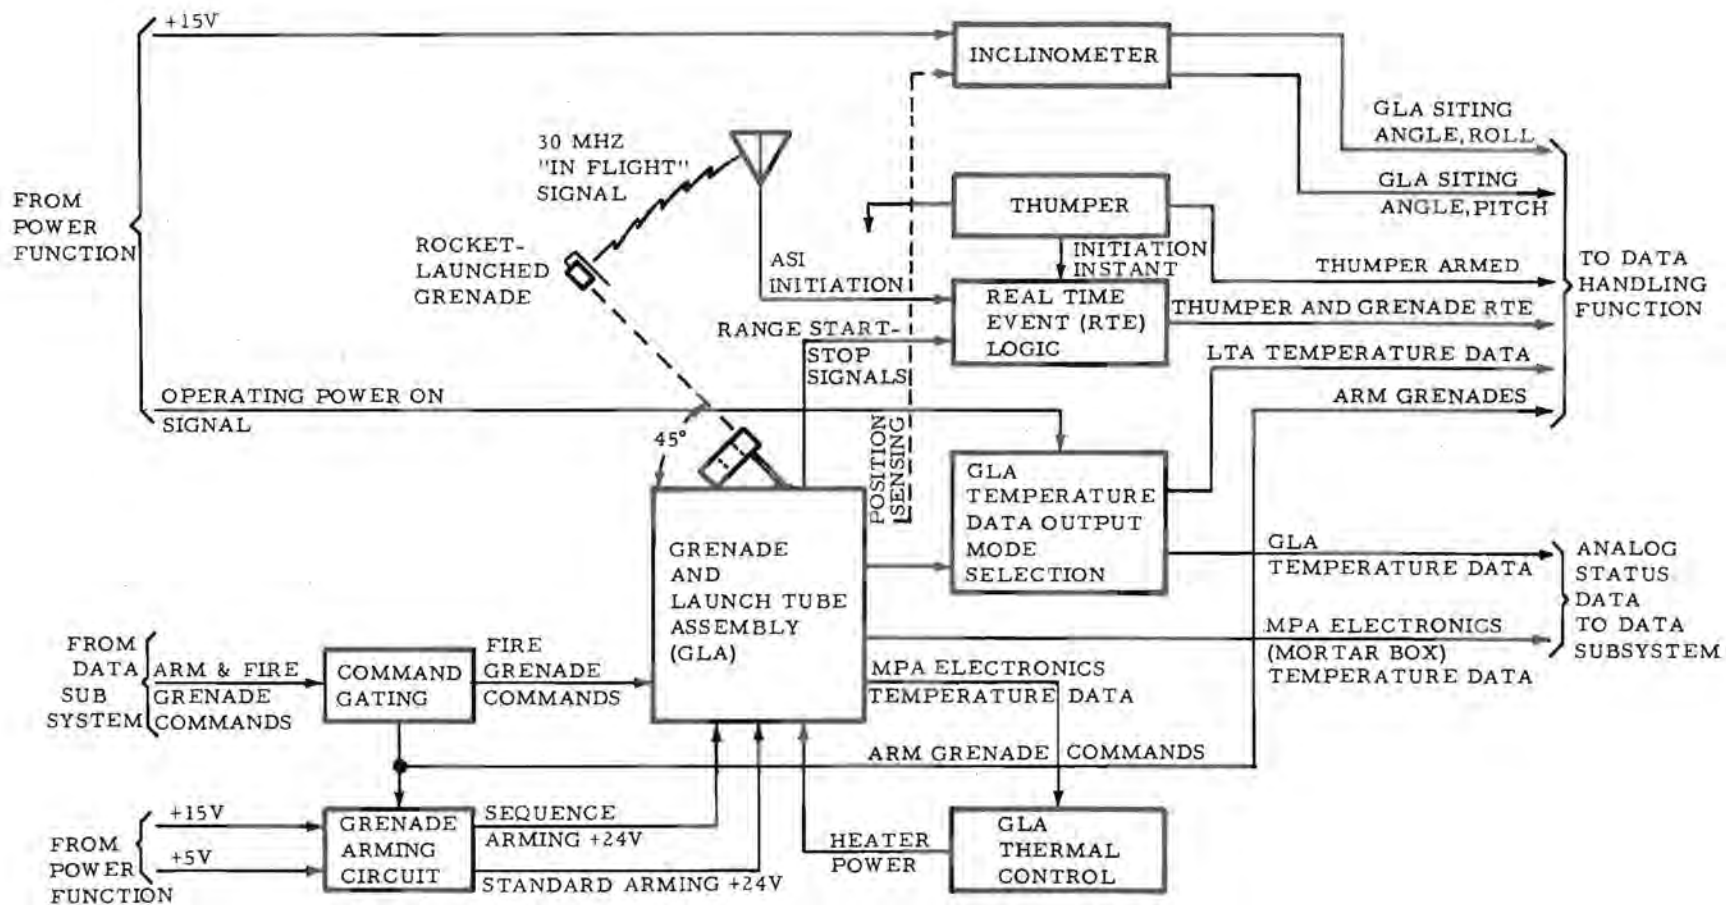 +15V
INCLINOMETER
GLA SITING
ANGLE, ROLL
30 MHZ
"IN FLIGHT"
SIGNAL
GLA SITING
ANGLE, PITCH
FROM
POWER
FUNCTION
THUMPER
ROCKET-
LAUNCHED
GRENADE
ASI
INITIATION
INITIATION
INSTANT
THUMPER ARMED
TO DATA
HANDLING
FUNCTION
REAL TIME
EVENT (RTE)
LOGIC
THUMPER AND GRENADE RTE
RANGE START-
STOP
SIGNALS
LTA TEMPERATURE DATA
OPERATING POWER ON
SIGNAL
ARM GRENADES
45°
POSITION
SENSING
GLA
TEMPERATURE
DATA OUTPUT
MODE
SELECTION
GRENADE
AND
LAUNCH TUBE
ASSEMBLY
(GLA)
GLA
TEMPERATURE DATA
ANALOG
STATUS
DATA
TO DATA
SUBSYSTEM
MPA ELECTRONICS
(MORTAR BOX)
TEMPERATURE DATA
FROM
DATA
SUB
SYSTEM
ARM & FIRE
GRENADE
COMMANDS
COMMAND
GATING
FIRE
GRENADE
COMMANDS
MPA ELECTRONICS
TEMPERATURE DATA
ARM GRENADE COMMANDS
FROM
POWER
FUNCTION
+15V
+5V
GRENADE
ARMING
CIRCUIT
SEQUENCE
ARMING +24V
STANDARD ARMING +24V
HEATER
POWER
GLA
THERMAL
CONTROL